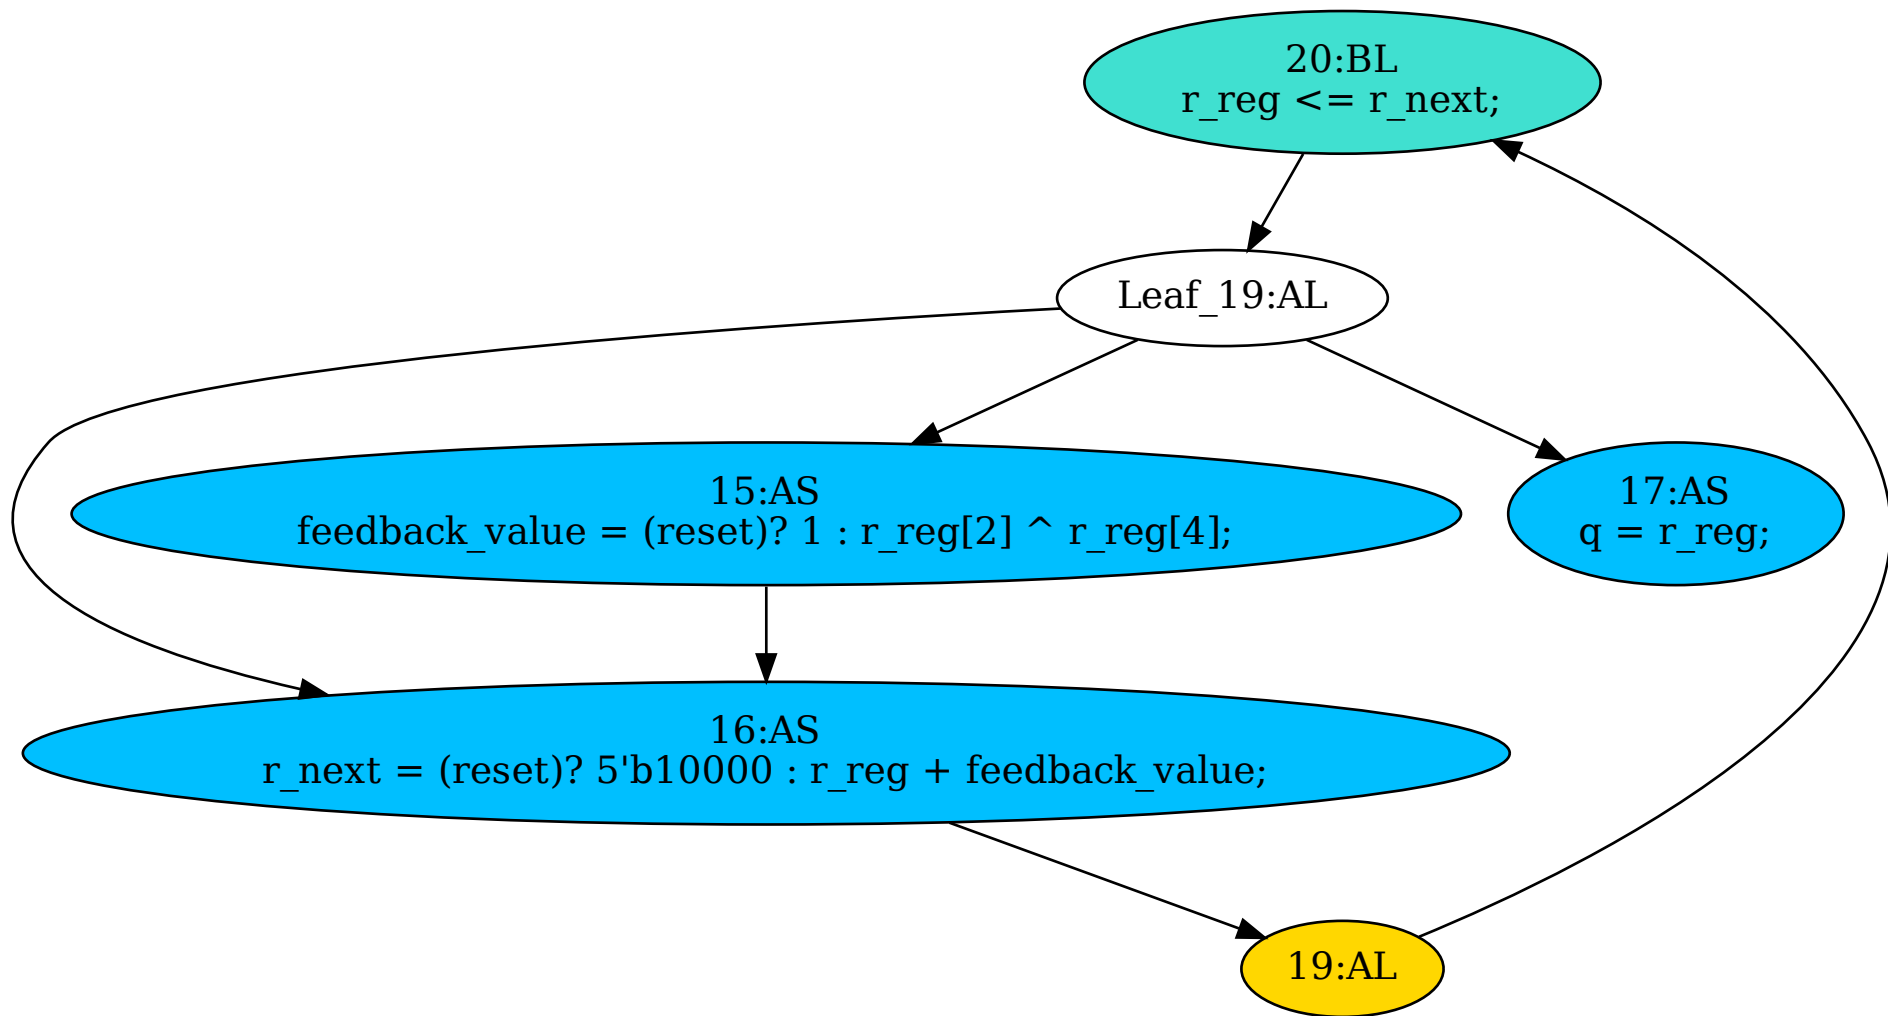 20:BL
r_reg <= r_next;
Leaf_19:AL
15:AS
feedback_value = (reset)? 1 : r_reg[2] ^ r_reg[4];
17:AS
q = r_reg;
16:AS
r_next = (reset)? 5'b10000 : r_reg + feedback_value;
19:AL